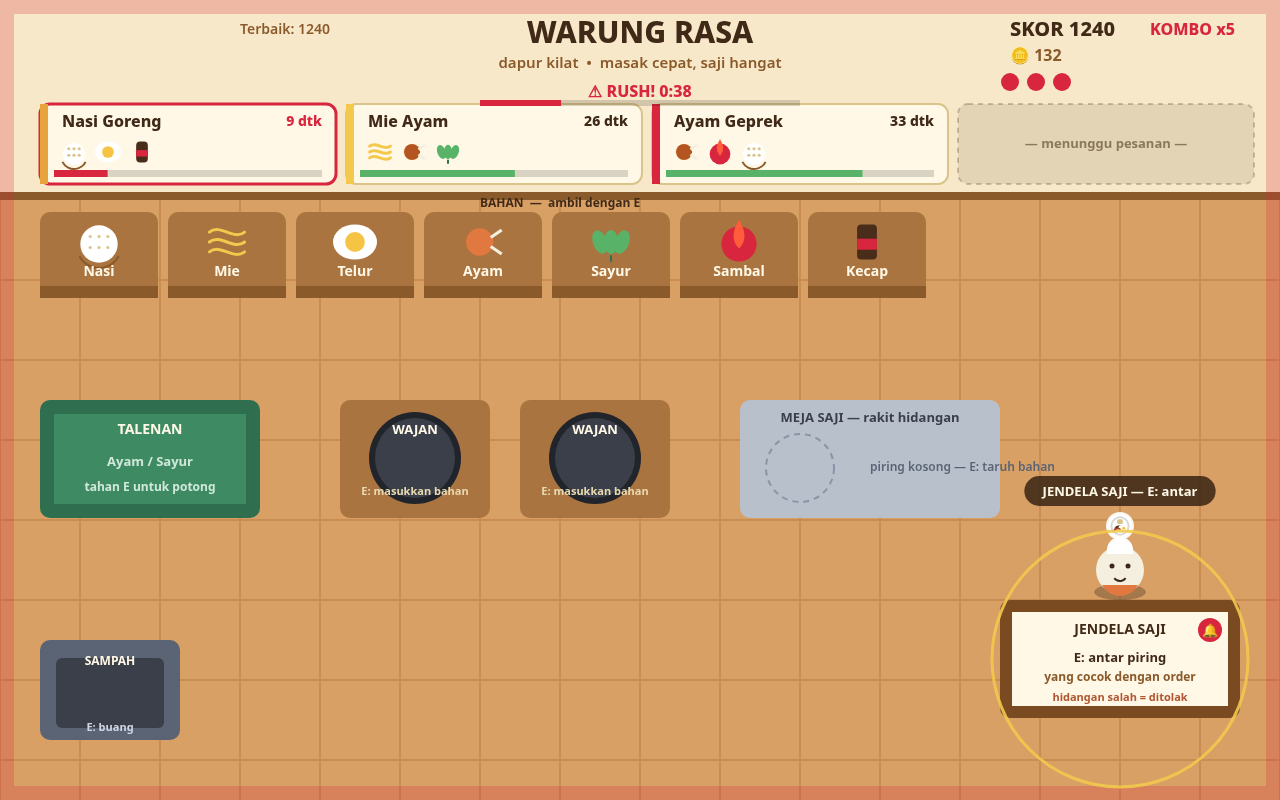 Terbaik: 1240
WARUNG RASA
SKOR 1240
KOMBO x5
dapur kilat • masak cepat, saji hangat
🪙 132
⚠ RUSH! 0:38
Nasi Goreng
9 dtk
Mie Ayam
26 dtk
Ayam Geprek
33 dtk
— menunggu pesanan —
BAHAN — ambil dengan E
Nasi
Mie
Telur
Ayam
Sayur
Sambal
Kecap
TALENAN
Ayam / Sayur
tahan E untuk potong
WAJAN
E: masukkan bahan
WAJAN
E: masukkan bahan
MEJA SAJI — rakit hidangan
piring kosong — E: taruh bahan
JENDELA SAJI — E: antar
JENDELA SAJI
E: antar piring
yang cocok dengan order
hidangan salah = ditolak
SAMPAH
E: buang